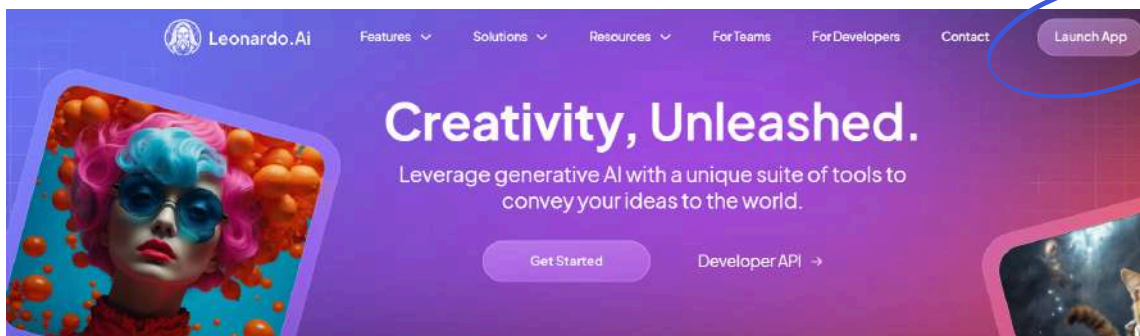 Leonardo.Ai Features Solutions Resources For Teams For Developers Contact Launch App
Creativity, Unleashed.
Leverage generative AI with a unique suite of tools to
convey your ideas to the world.
Get Started Developer API →